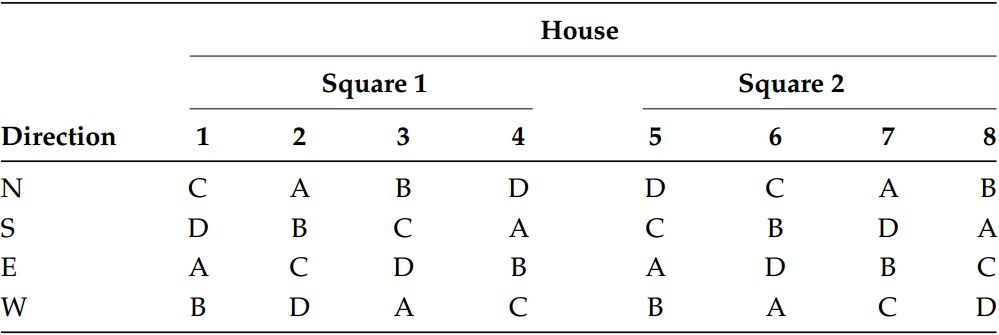 House
Square 1 Square 2
Direction 1 2 3 4 5 6 7 8
N C A B D D C A B
S D B C A C B D A
E A C D B A D B C
W B D A C B A C D